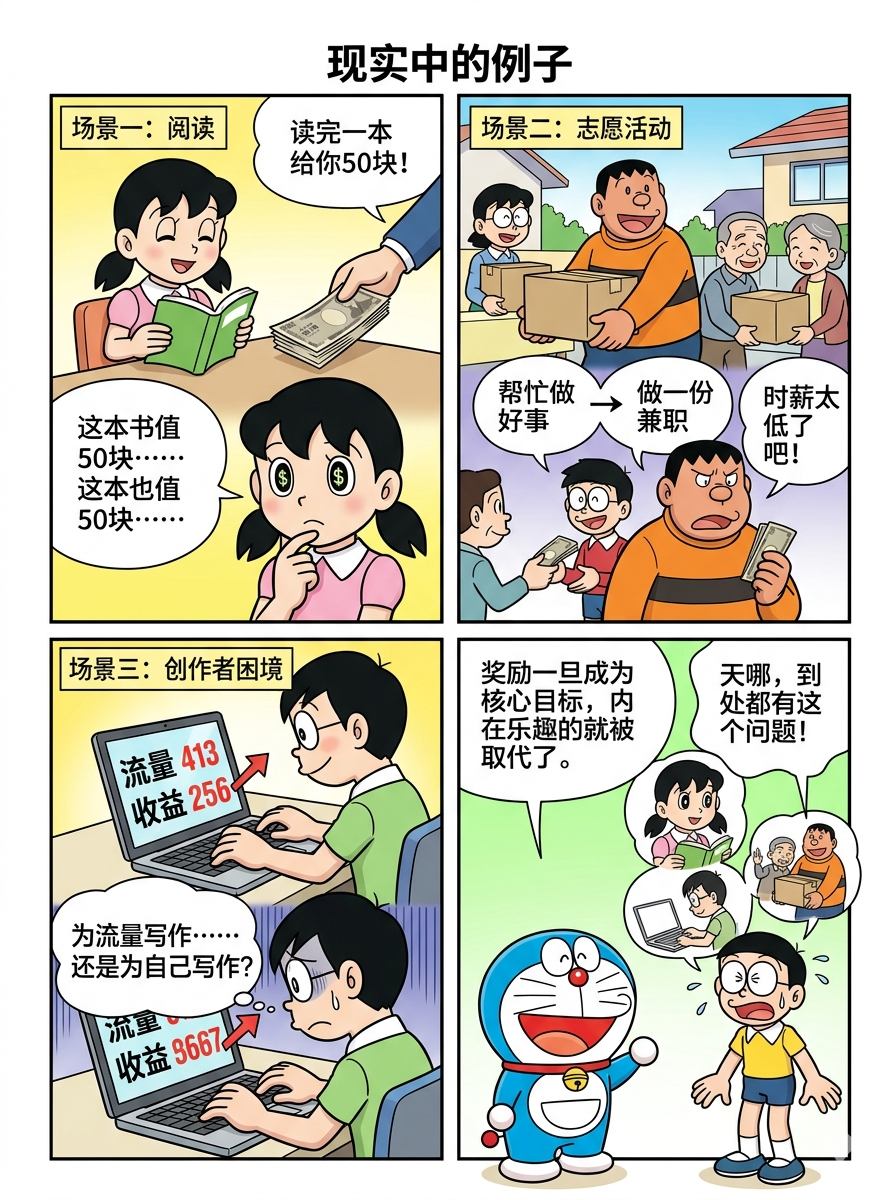 现实中的例子
场景一：阅读
读完一本
给你50块！
这本书值
50块……
这本也值
50块……
场景二：志愿活动
帮忙做
好事
→
做一份
兼职
时薪太
低了
吧！
场景三：创作者困境
流量 413
收益 256
为流量写作……
还是为自己写作？
流量
收益 9667
奖励一旦成为
核心目标，内
在乐趣的就被
取代了。
天哪，到
处都有这
个问题！